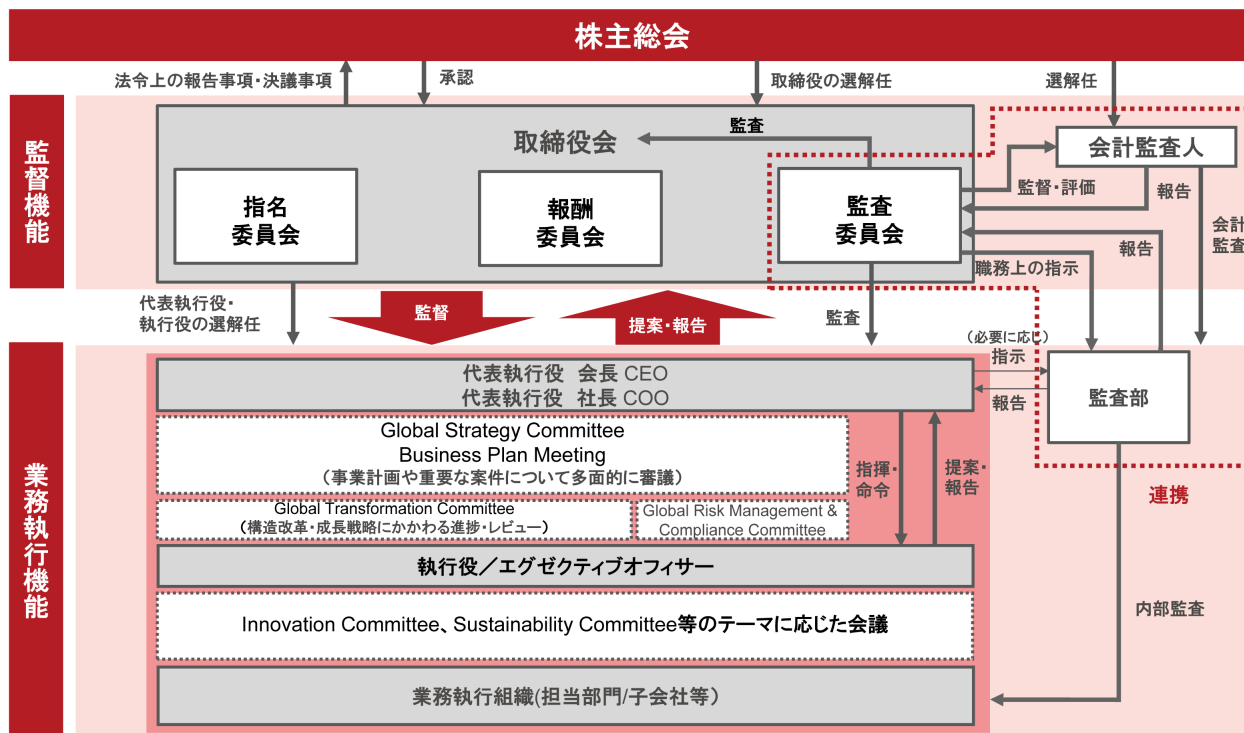 株主総会
法令上の報告事項・決議事項
承認
取締役の選解任
選解任
監督機能
取締役会
監査
会計監査人
指名
委員会
報酬
委員会
監査
委員会
監督・評価
報告
会計
監査
報告
職務上の指示
代表執行役・
執行役の選解任
監督
提案・報告
監査
業務執行機能
(必要に応じ)
指示
報告
監査部
代表執行役 会長 CEO
代表執行役 社長 COO
Global Strategy Committee
Business Plan Meeting
（事業計画や重要な案件について多面的に審議）
指揮・
命令
提案・
報告
連携
Global Transformation Committee
（構造改革・成長戦略にかかわる進捗・レビュー）
Global Risk Management &
Compliance Committee
執行役／エグゼクティブオフィサー
Innovation Committee、Sustainability Committee等のテーマに応じた会議
内部監査
業務執行組織(担当部門/子会社等）